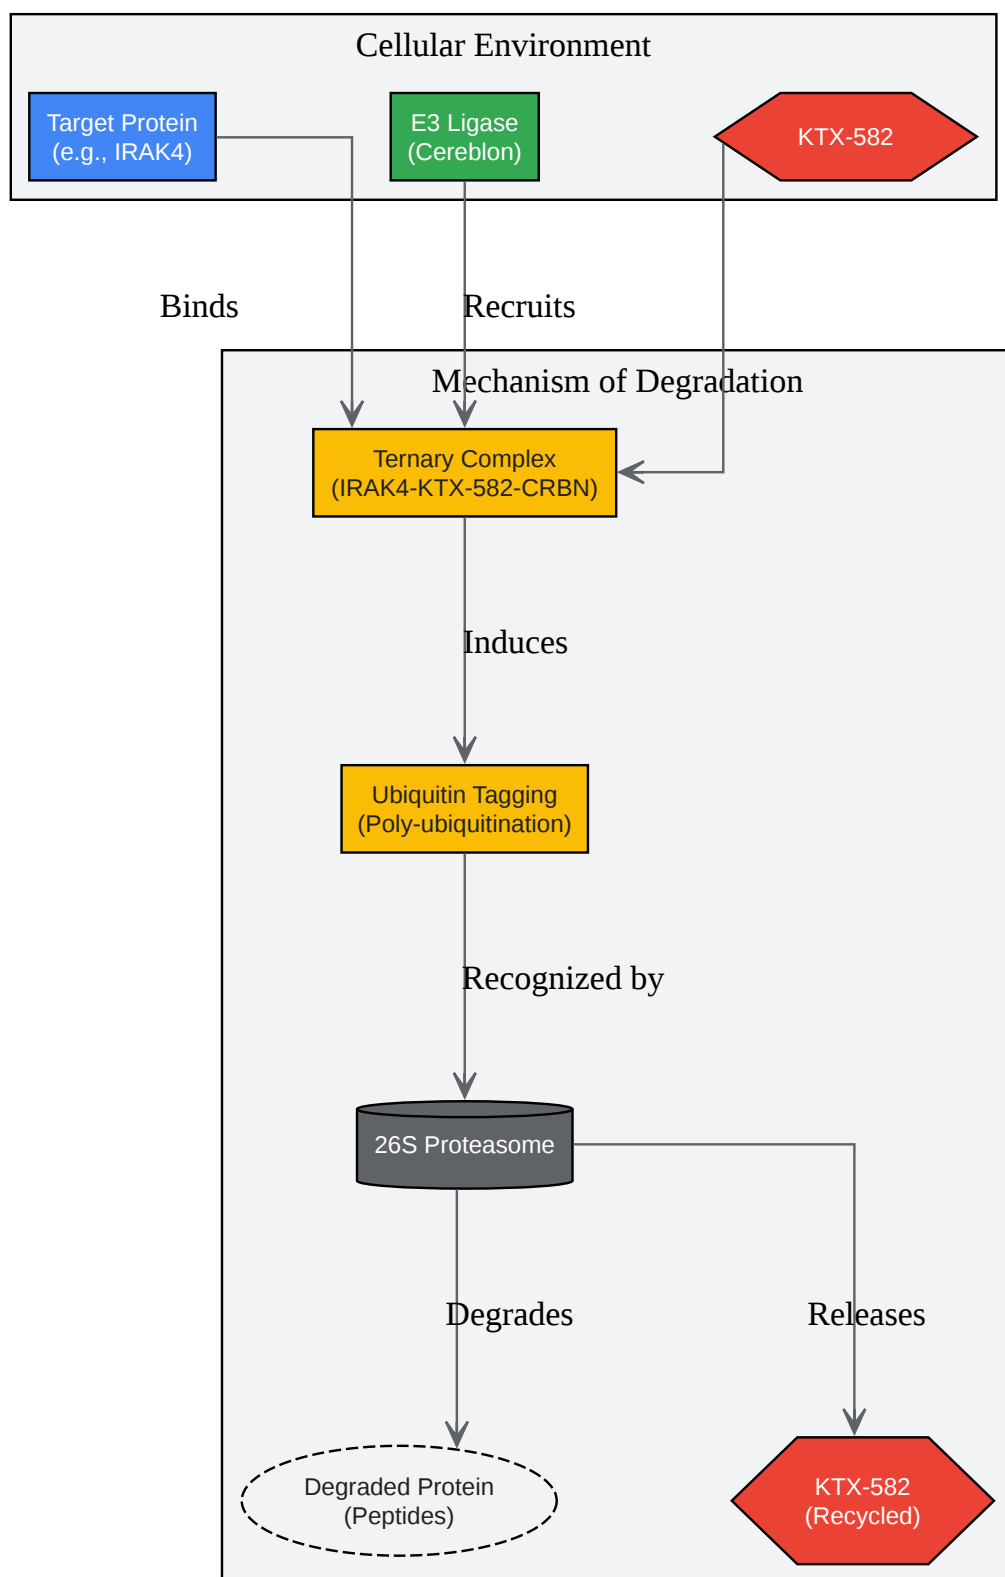 Cellular Environment
Target Protein
(e.g., IRAK4)
E3 Ligase
(Cereblon)
KTX-582
Binds
Recruits
Mechanism of Degradation
Ternary Complex
(IRAK4-KTX-582-CRBN)
Induces
Ubiquitin Tagging
(Poly-ubiquitination)
Recognized by
26S Proteasome
Degrades
Releases
Degraded Protein
(Peptides)
KTX-582
(Recycled)